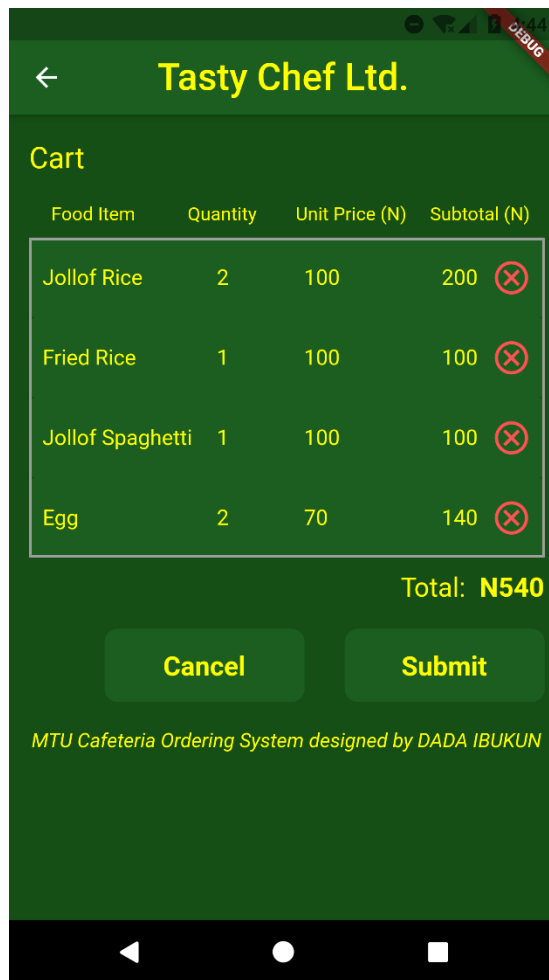 :44
DEBUG
Tasty Chef Ltd.
Cart
Food Item Quantity Unit Price (N) Subtotal (N)
Jollof Rice 2 100 200
Fried Rice 1 100 100
Jollof Spaghetti 1 100 100
Egg 2 70 140
Total: N540
Cancel Submit
MTU Cafeteria Ordering System designed by DADA IBUKUN